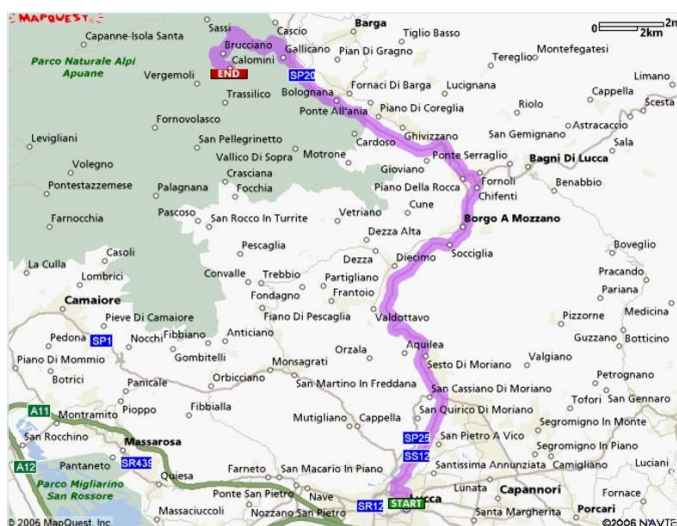 MAPQUEST
Sassi
Cascio
Barga
0 2m
2km
Capanne-Isola Santa
Tiglio Basso
Brucciano
Gallicano
Pian Di Gragno
Montefegatesi
Parco Naturale Alpi
Apuane
Calomini
Tereglio
END
SP20
Vergemoli
Fornaci Di Barga
Limano
Bolognana
Lucignana
Cappella
Trassilico
Ponte All'ania
Piano Di Coreglia
Riolo
Scesta
Fornovolasco
Ghivizzano
Astracaccio
Levigliani
San Pellegrinetto
Cardoso
San Gemignano
Sala
Vallico Di Sopra
Motrone
Gioviano
Ponte Serraglio
Bagni Di Lucca
Volegno
Crasciana
Fornoli
Pontestazzemese
Palagnana
Focchia
Piano Della Rocca
Chifenti
Benabbio
Pascoso
Vetriano
Cune
Farnocchia
San Rocco In Turrite
Borgo A Mozzano
Dezza Alta
Casoli
Pescaglia
Dezza
Socciglia
Boveglio
La Culla
Diecimo
Lombrici
Convalle
Trebbio
Partigliano
Pracando
Camaiore
Fondagno
Frantoio
Pariana
Pieve Di Camaiore
Fiano Di Pescaglia
Valdottavo
Pizzorne
Medicina
Pedona
SP1
Nocchi
Fibbiano
Anticiano
Guzzano
Botticino
Piano Di Mommio
Gombitelli
Orzala
Aquilea
Monsagrati
Sesto Di Moriano
Valgiano
Botrici
Panicale
Orbicciano
Petrognano
San Martino In Freddana
San Cassiano Di Moriano
Pioppo
Fibbialla
Tofori
San Gennaro
A11
Montramito
Mutigliano
Cappella
San Quirico Di Moriano
Segromigno In Monte
San Rocchino
Massarosa
SP25
San Pietro A Vico
Segromigno In Piano
A12
Pantaneto
SR439
SS12
Camigliano
Luciani
Farneto
San Macario In Piano
Santissima Annunziata
Parco Migliarino
San Rossore
Quiesa
Lunata
Capannori
Fornace
Ponte San Pietro
Nave
SR12
START
Lucca
Massaciuccoli
Nozzano San Pietro
Santa Margherita
Porcari
© 2006 MapQuest, Inc.
©2006 NAVTE